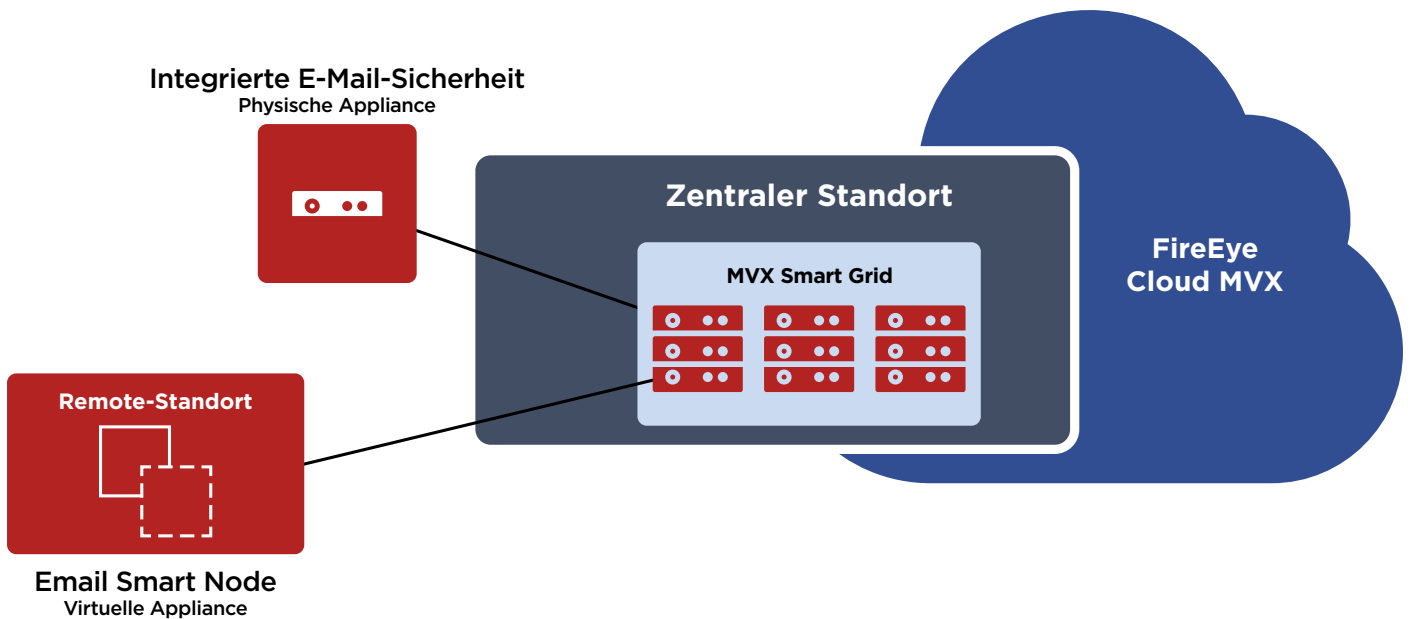 Integrierte E-Mail-Sicherheit
Physische Appliance
Zentraler Standort
MVX Smart Grid
FireEye
Cloud MVX
Remote-Standort
Email Smart Node
Virtuelle Appliance